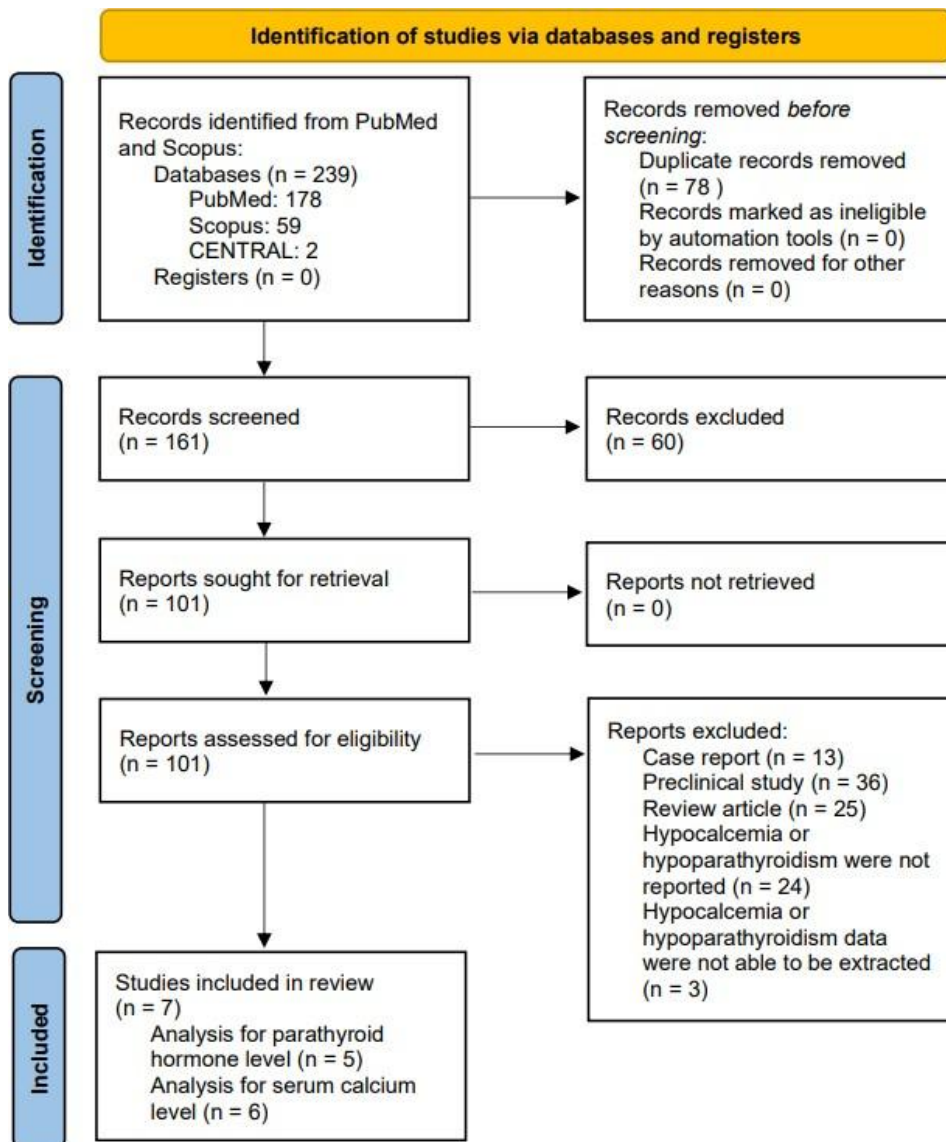 Identification of studies via databases and registers
Identification
Records identified from PubMed
and Scopus:
Databases (n = 239)
PubMed: 178
Scopus: 59
CENTRAL: 2
Registers (n = 0)
Records removed before
screening:
Duplicate records removed
(n = 78 )
Records marked as ineligible
by automation tools (n = 0)
Records removed for other
reasons (n = 0)
Screening
Records screened
(n = 161)
Records excluded
(n = 60)
Reports sought for retrieval
(n = 101)
Reports not retrieved
(n = 0)
Reports assessed for eligibility
(n = 101)
Reports excluded:
Case report (n = 13)
Preclinical study (n = 36)
Review article (n = 25)
Hypocalcemia or
hypoparathyroidism were not
reported (n = 24)
Hypocalcemia or
hypoparathyroidism data
were not able to be extracted
(n = 3)
Included
Studies included in review
(n = 7)
Analysis for parathyroid
hormone level (n = 5)
Analysis for serum calcium
level (n = 6)